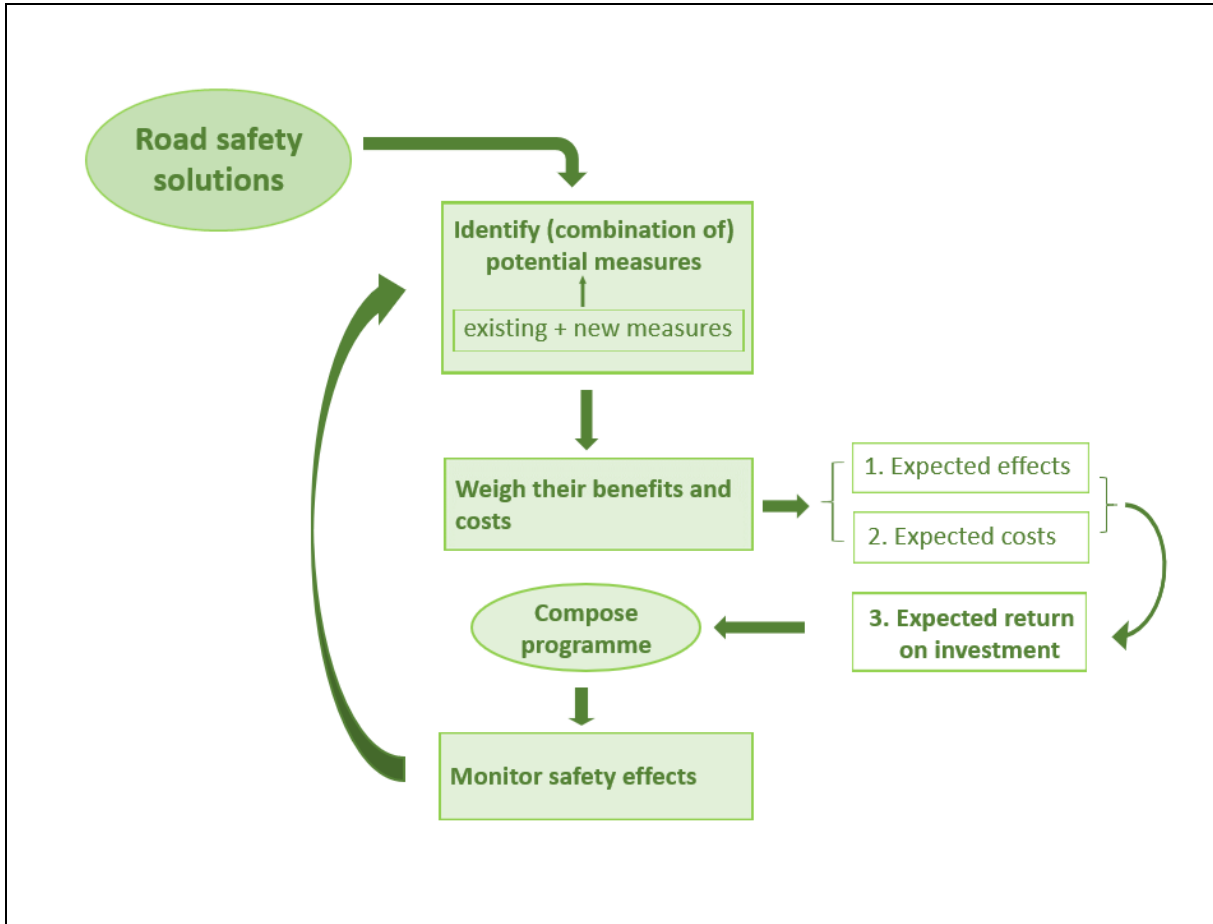 Road safety
solutions
Identify (combination of)
potential measures
existing + new measures
Weigh their benefits and
costs
1. Expected effects
2. Expected costs
3. Expected return
on investment
Compose
programme
Monitor safety effects